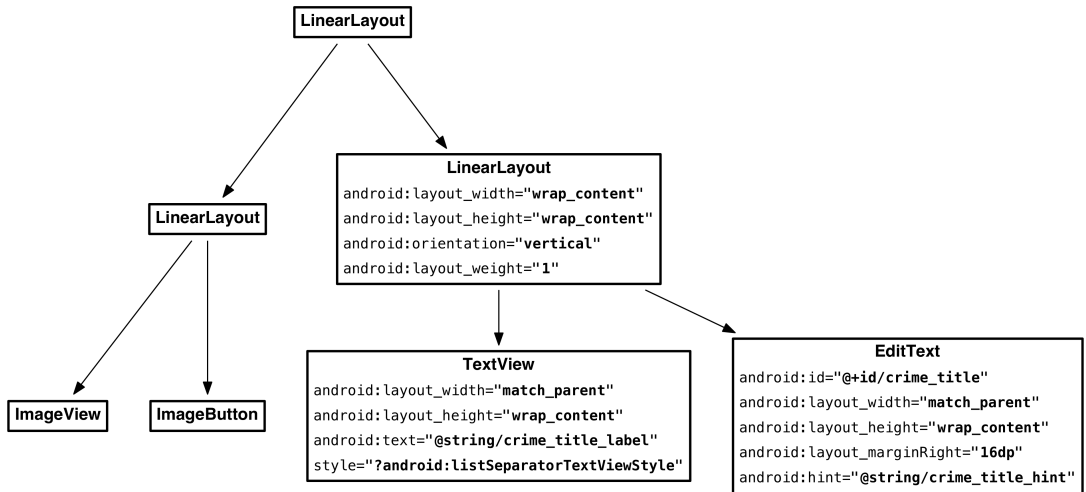 LinearLayout
LinearLayout
android:layout_width="wrap_content"
android:layout_height="wrap_content"
android:orientation="vertical"
android:layout_weight="1"
LinearLayout
ImageView
ImageButton
TextView
android:layout_width="match_parent"
android:layout_height="wrap_content"
android:text="@string/crime_title_label"
style="?android:listSeparatorTextViewStyle"
EditText
android:id="@+id/crime_title"
android:layout_width="match_parent"
android:layout_height="wrap_content"
android:layout_marginRight="16dp"
android:hint="@string/crime_title_hint"